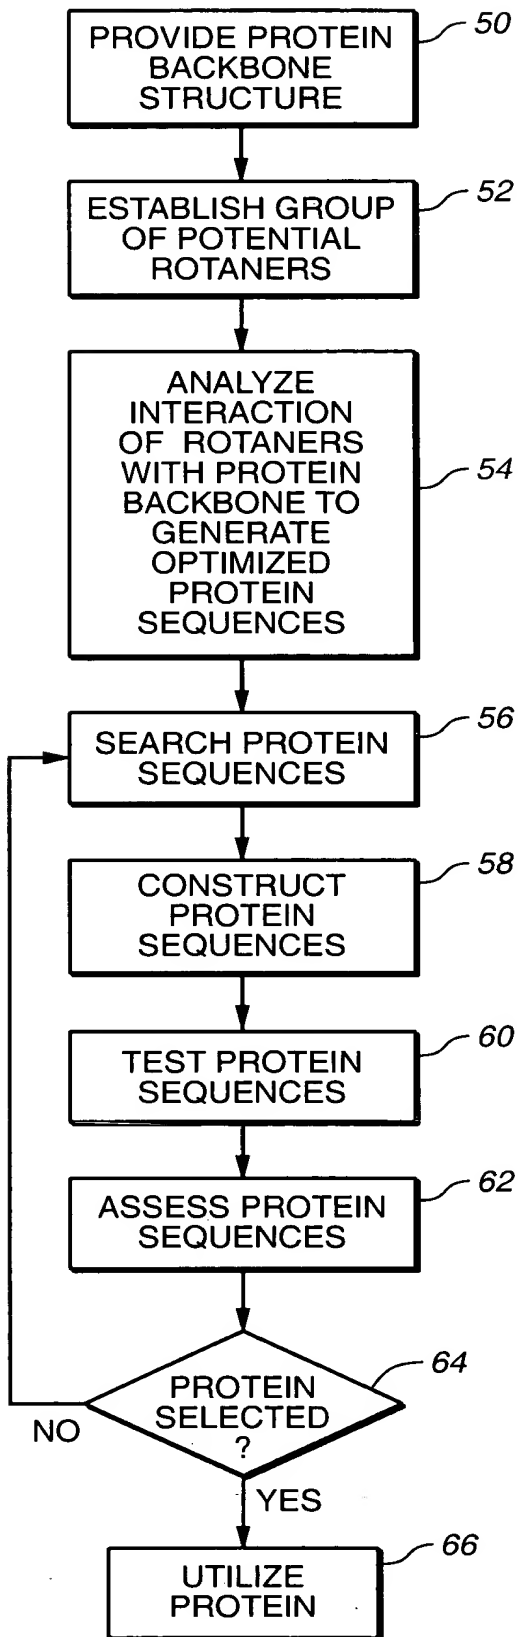 PROVIDE PROTEIN
BACKBONE
STRUCTURE
50
ESTABLISH GROUP
OF POTENTIAL
ROTANERS
52
ANALYZE
INTERACTION
OF ROTANERS
WITH PROTEIN
BACKBONE TO
GENERATE
OPTIMIZED
PROTEIN
SEQUENCES
54
SEARCH PROTEIN
SEQUENCES
56
CONSTRUCT
PROTEIN
SEQUENCES
58
TEST PROTEIN
SEQUENCES
60
ASSESS PROTEIN
SEQUENCES
62
PROTEIN
SELECTED
?
64
NO
YES
UTILIZE
PROTEIN
66